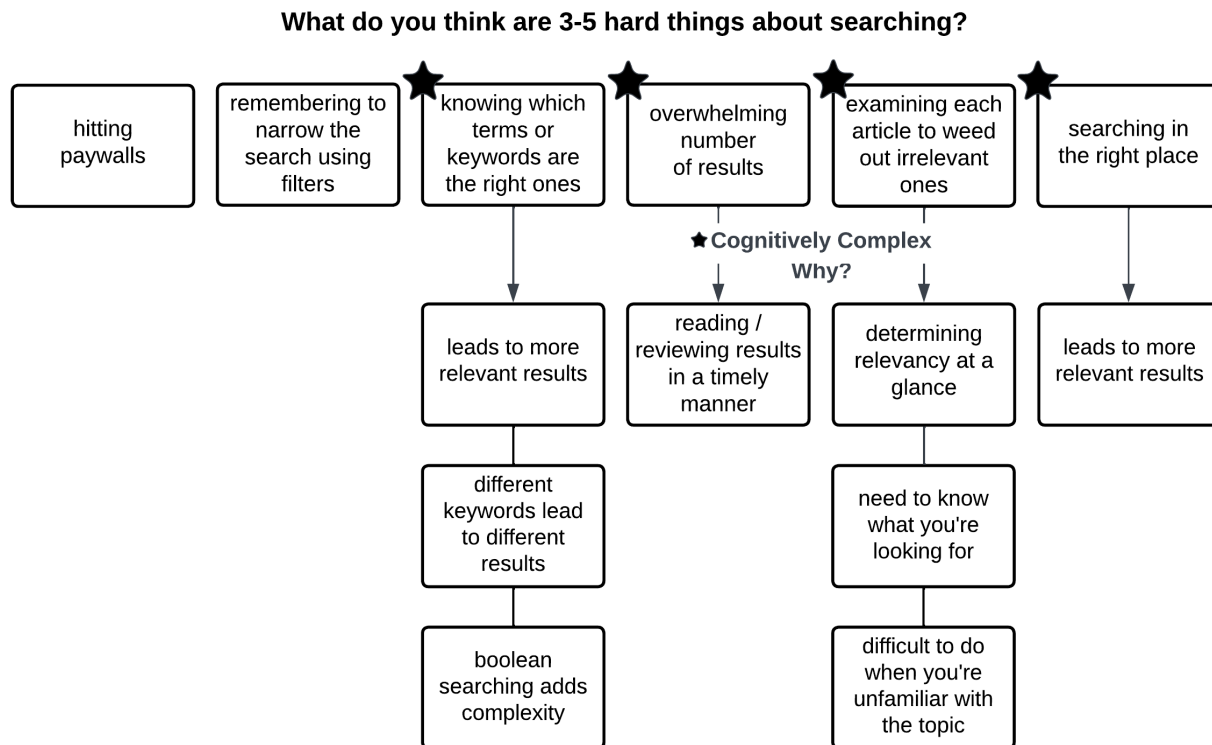 What do you think are 3-5 hard things about searching?
hitting
paywalls
remembering to
narrow the
search using
filters
knowing which
terms or
keywords are
the right ones
overwhelming
number
of results
examining each
article to weed
out irrelevant
ones
searching in
the right place
Cognitively Complex
Why?
leads to more
relevant results
reading /
reviewing results
in a timely
manner
determining
relevancy at a
glance
leads to more
relevant results
different
keywords lead
to different
results
need to know
what you're
looking for
boolean
searching adds
complexity
difficult to do
when you're
unfamiliar with
the topic